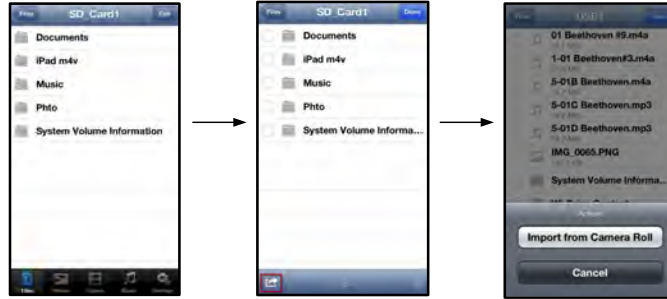 SD_Card1
Edit
Documents
iPad m4v
Music
Phto
System Volume Information
Files
SD_Card1
Done
Documents
iPad m4v
Music
Phto
System Volume Informa...
USB1
01 Beethoven #9.m4a
1-01 Beethoven#3.m4a
5-01B Beethoven.m4a
5-01C Beethoven.mp3
5-01D Beethoven.mp3
IMG_0065.PNG
System Volume Informa...
Import from Camera Roll
Cancel